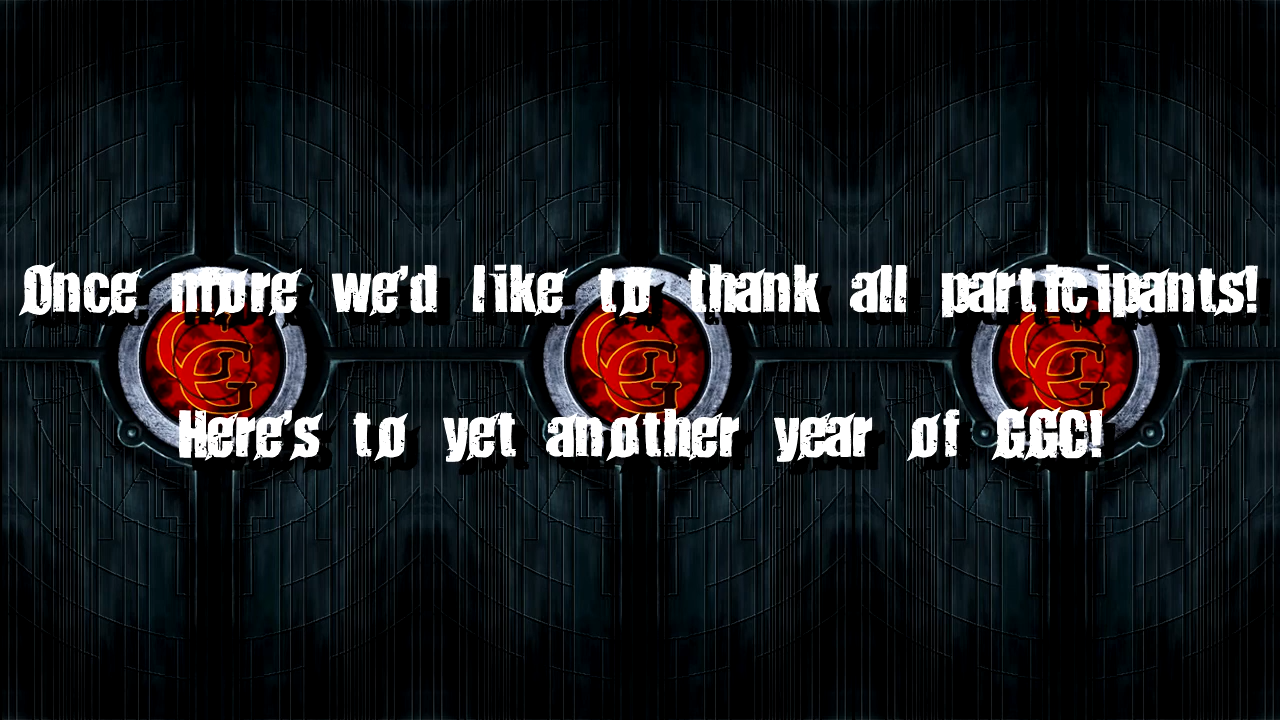 Once more we'd like to thank all participants!
Here's to yet another year of GGC!